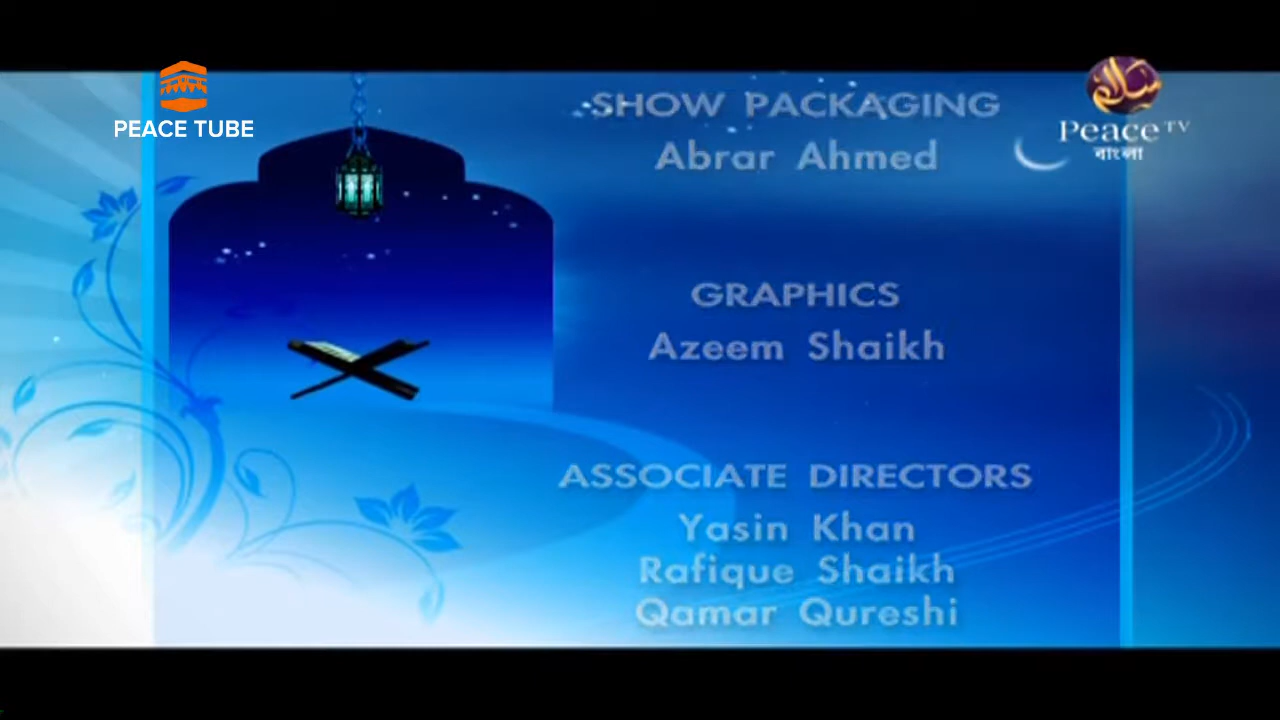 PEACE TUBE
سلام
Peace TV
বাংলা
SHOW PACKAGING
Abrar Ahmed
GRAPHICS
Azeem Shaikh
ASSOCIATE DIRECTORS
Yasin Khan
Rafique Shaikh
Qamar Qureshi